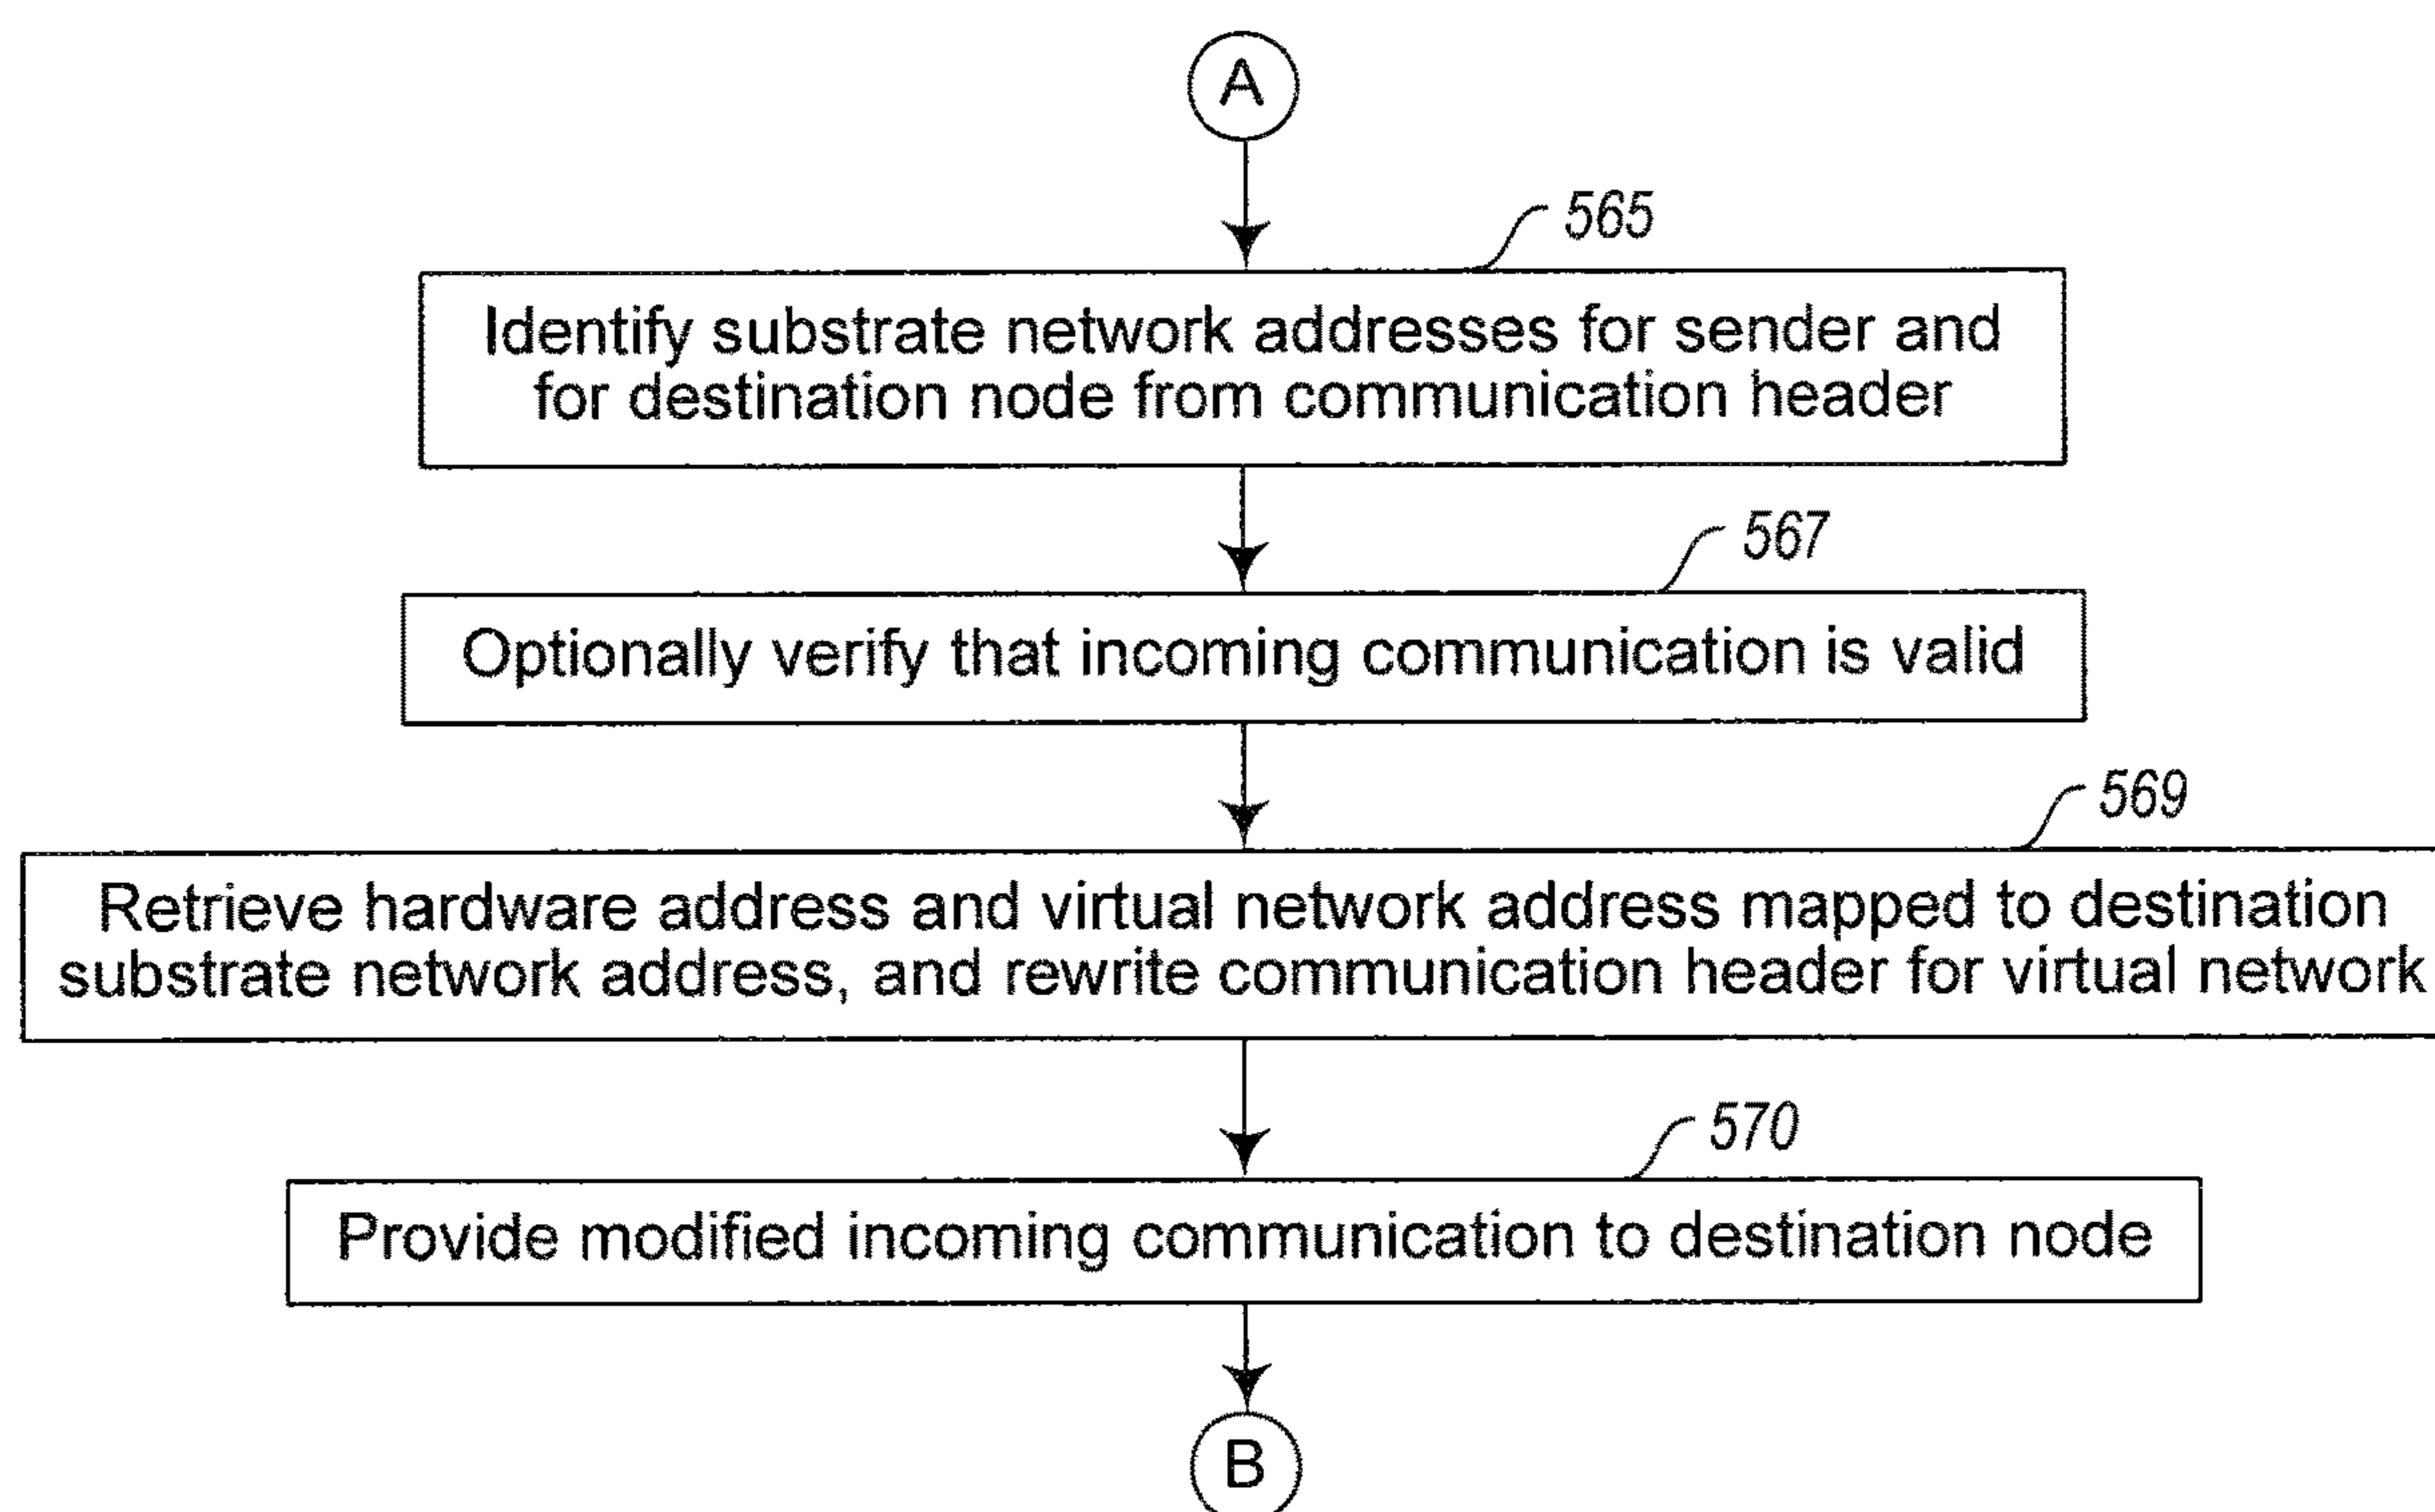 A
565
Identify substrate network addresses for sender and
for destination node from communication header
567
Optionally verify that incoming communication is valid
569
Retrieve hardware address and virtual network address mapped to destination
substrate network address, and rewrite communication header for virtual network
570
Provide modified incoming communication to destination node
B